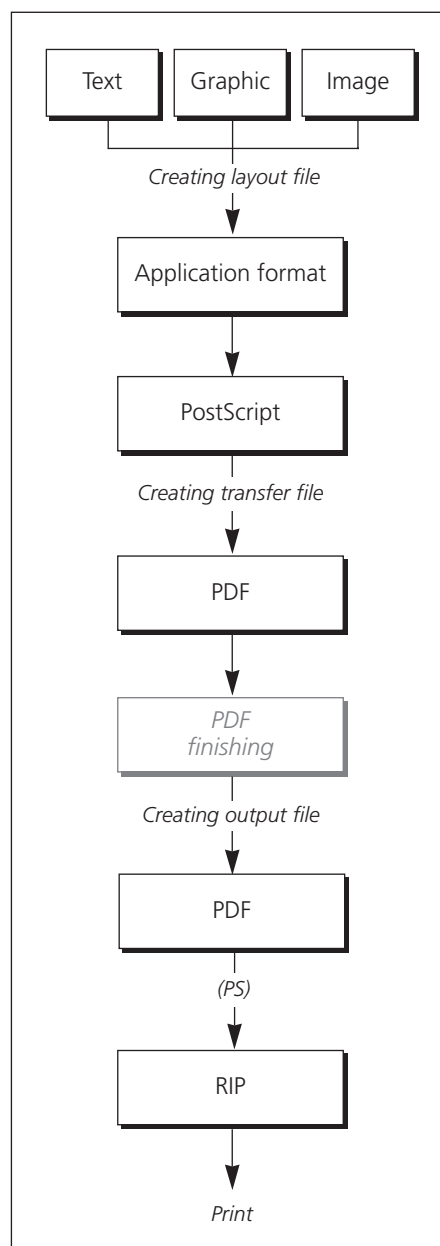 Text Graphic Image
Creating layout file
Application format
PostScript
Creating transfer file
PDF
PDF
finishing
Creating output file
PDF
(PS)
RIP
Print